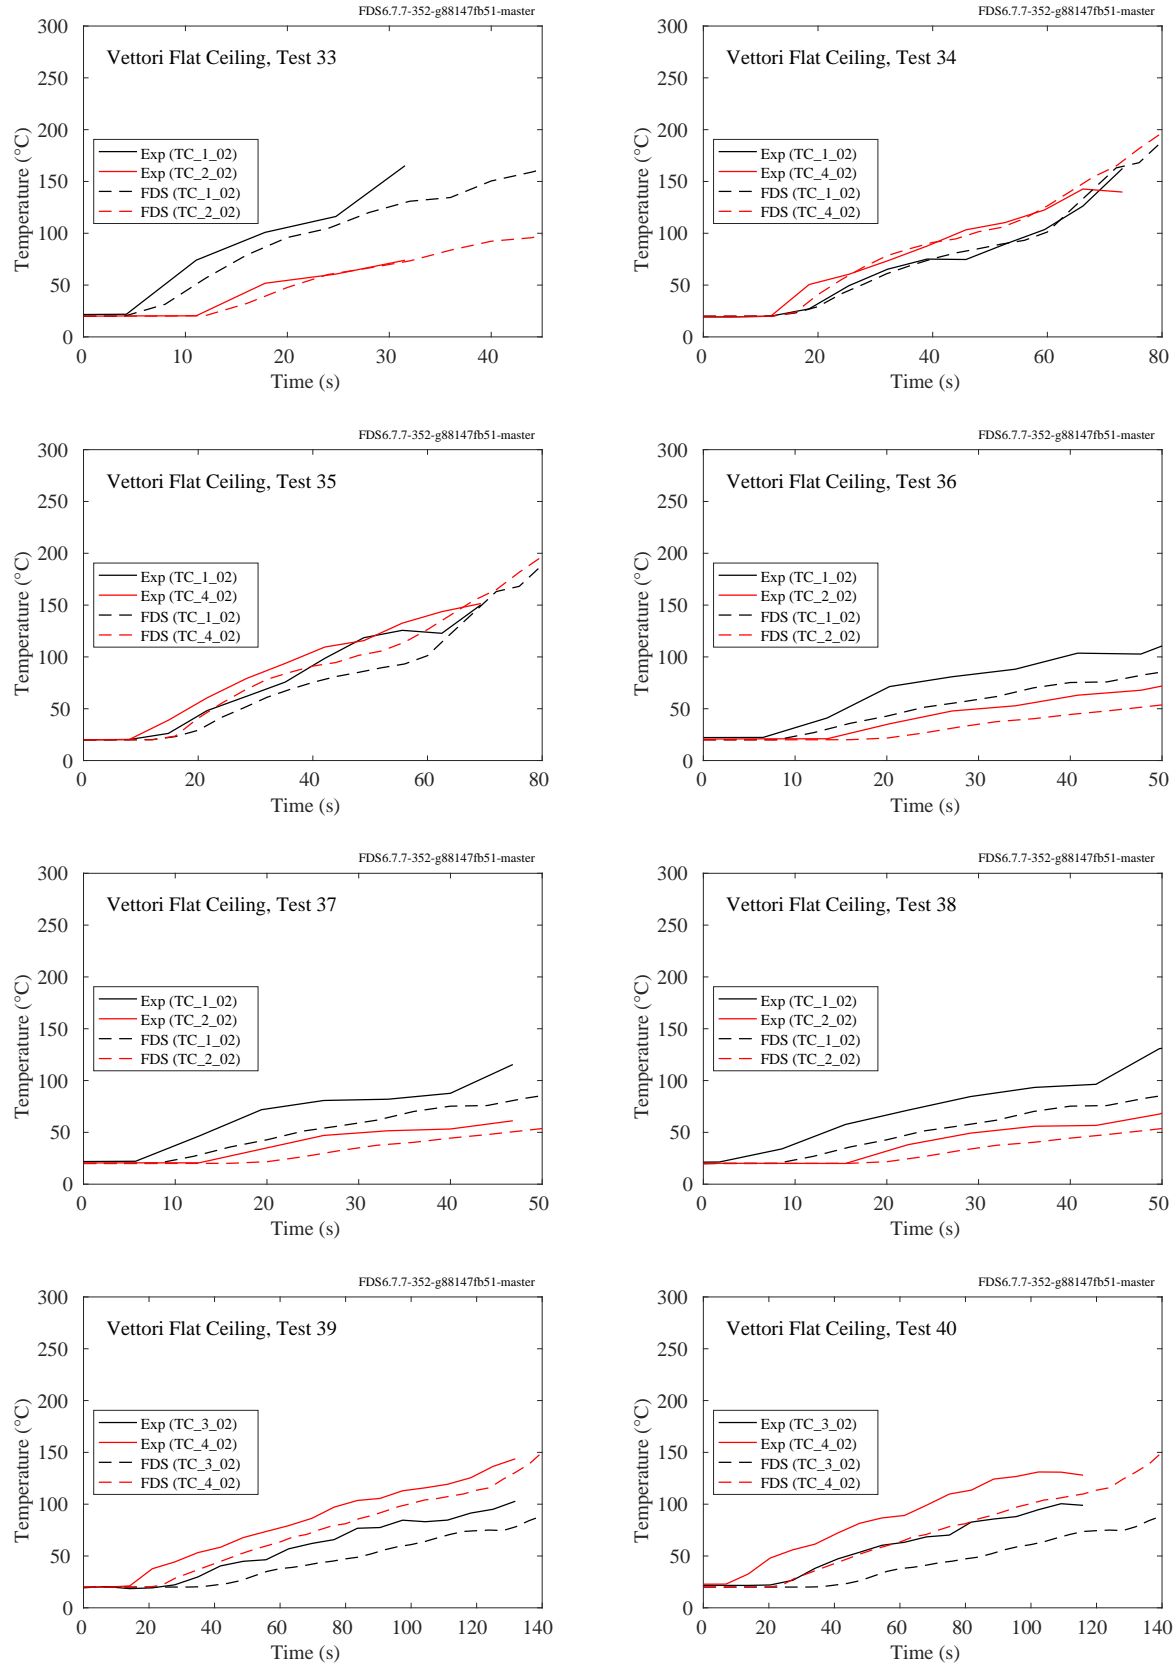 FDS6.7.7-352-g88147fb51-master
Vettori Flat Ceiling, Test 33
Temperature (°C)
300
250
200
150
100
50
0
Exp (TC_1_02)
Exp (TC_2_02)
FDS (TC_1_02)
FDS (TC_2_02)
0 10 20 30 40
Time (s)
FDS6.7.7-352-g88147fb51-master
Vettori Flat Ceiling, Test 34
Temperature (°C)
300
250
200
150
100
50
0
Exp (TC_1_02)
Exp (TC_4_02)
FDS (TC_1_02)
FDS (TC_4_02)
0 20 40 60 80
Time (s)
FDS6.7.7-352-g88147fb51-master
Vettori Flat Ceiling, Test 35
Temperature (°C)
300
250
200
150
100
50
0
Exp (TC_1_02)
Exp (TC_4_02)
FDS (TC_1_02)
FDS (TC_4_02)
0 20 40 60 80
Time (s)
FDS6.7.7-352-g88147fb51-master
Vettori Flat Ceiling, Test 36
Temperature (°C)
300
250
200
150
100
50
0
Exp (TC_1_02)
Exp (TC_2_02)
FDS (TC_1_02)
FDS (TC_2_02)
0 10 20 30 40 50
Time (s)
FDS6.7.7-352-g88147fb51-master
Vettori Flat Ceiling, Test 37
Temperature (°C)
300
250
200
150
100
50
0
Exp (TC_1_02)
Exp (TC_2_02)
FDS (TC_1_02)
FDS (TC_2_02)
0 10 20 30 40 50
Time (s)
FDS6.7.7-352-g88147fb51-master
Vettori Flat Ceiling, Test 38
Temperature (°C)
300
250
200
150
100
50
0
Exp (TC_1_02)
Exp (TC_2_02)
FDS (TC_1_02)
FDS (TC_2_02)
0 10 20 30 40 50
Time (s)
FDS6.7.7-352-g88147fb51-master
Vettori Flat Ceiling, Test 39
Temperature (°C)
300
250
200
150
100
50
0
Exp (TC_3_02)
Exp (TC_4_02)
FDS (TC_3_02)
FDS (TC_4_02)
0 20 40 60 80 100 120 140
Time (s)
FDS6.7.7-352-g88147fb51-master
Vettori Flat Ceiling, Test 40
Temperature (°C)
300
250
200
150
100
50
0
Exp (TC_3_02)
Exp (TC_4_02)
FDS (TC_3_02)
FDS (TC_4_02)
0 20 40 60 80 100 120 140
Time (s)